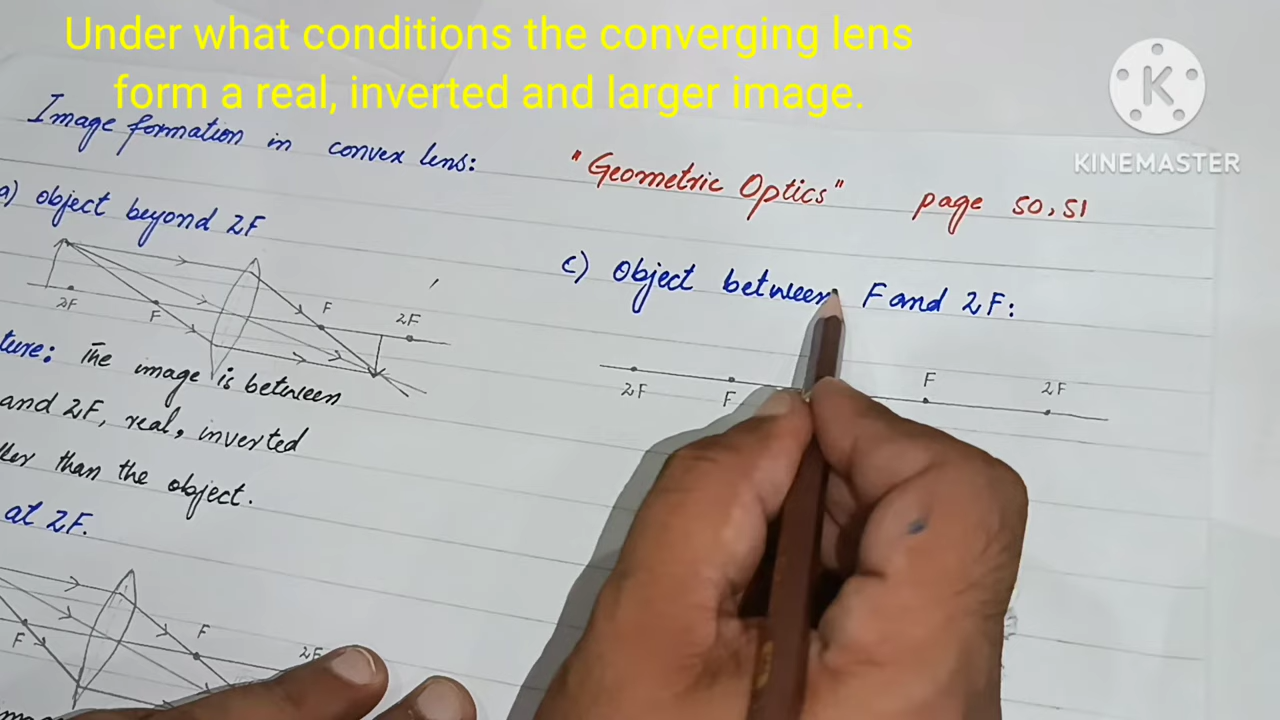 Under what conditions the converging lens
form a real, inverted and larger image.
KINEMASTER
Image formation in convex lens:
"Geometric Optics" page 50, 51
a) object beyond 2F
2F
F
F
2F
The image is between
and 2F, real, inverted
than the object.
at 2F.
F
F
2F
c) Object between F and 2F:
2F
F
F
2F